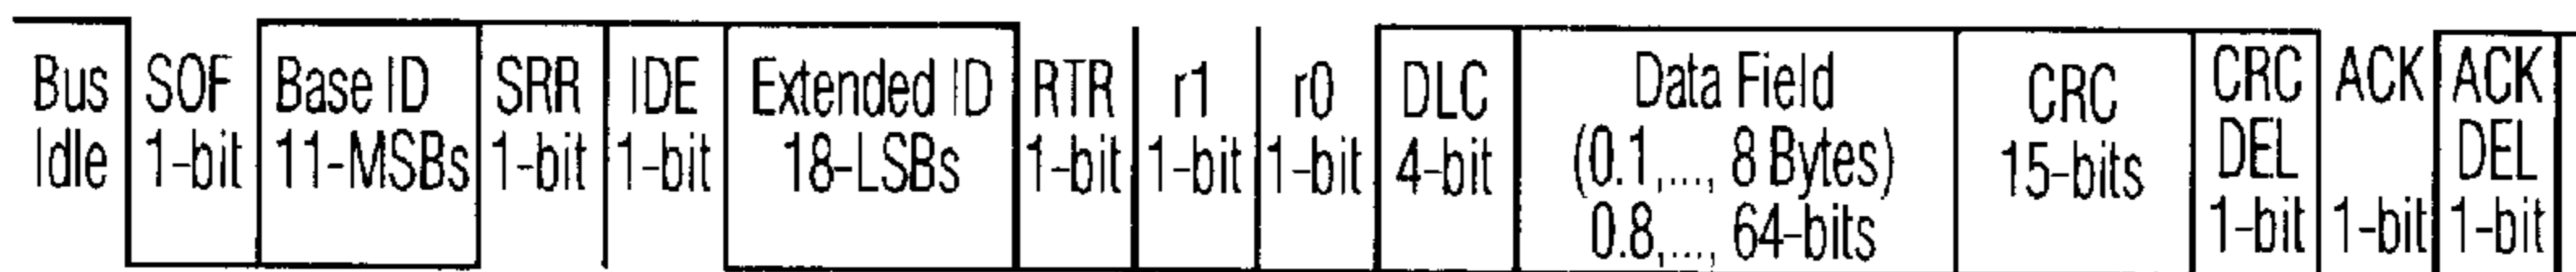 Bus
Idle
SOF
1-bit
Base ID
11-MSBs
SRR
1-bit
IDE
1-bit
Extended ID
18-LSBs
RTR
1-bit
r1
1-bit
r0
1-bit
DLC
4-bit
Data Field
(0.1,..., 8 Bytes)
0.8,..., 64-bits
CRC
15-bits
CRC
DEL
1-bit
ACK
1-bit
ACK
DEL
1-bit